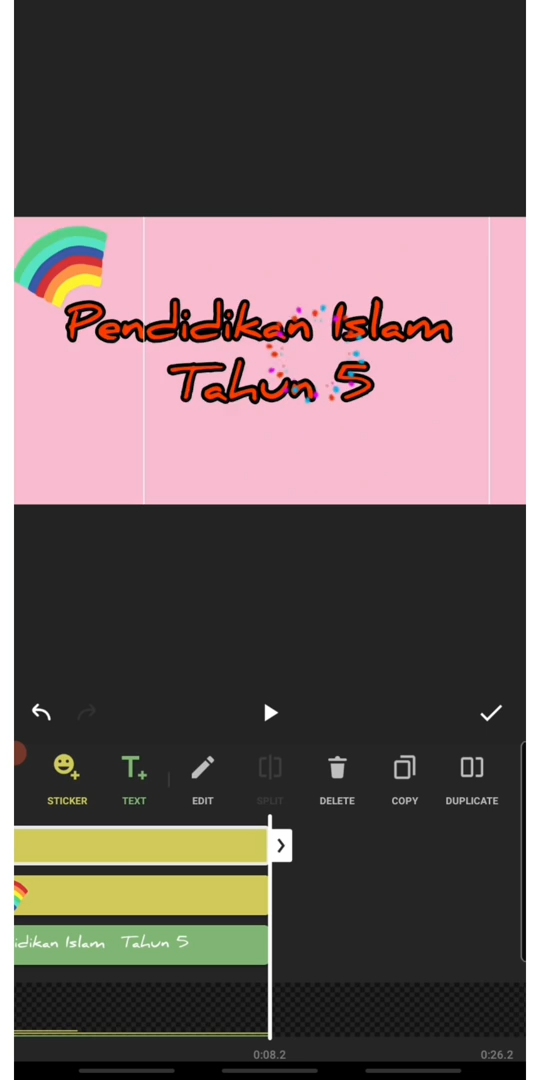 Pendidikan Islam
Tahun 5
STICKER
TEXT
EDIT
SPLIT
DELETE
COPY
DUPLICATE
idikan Islam Tahun 5
0:08.2
0:26.2